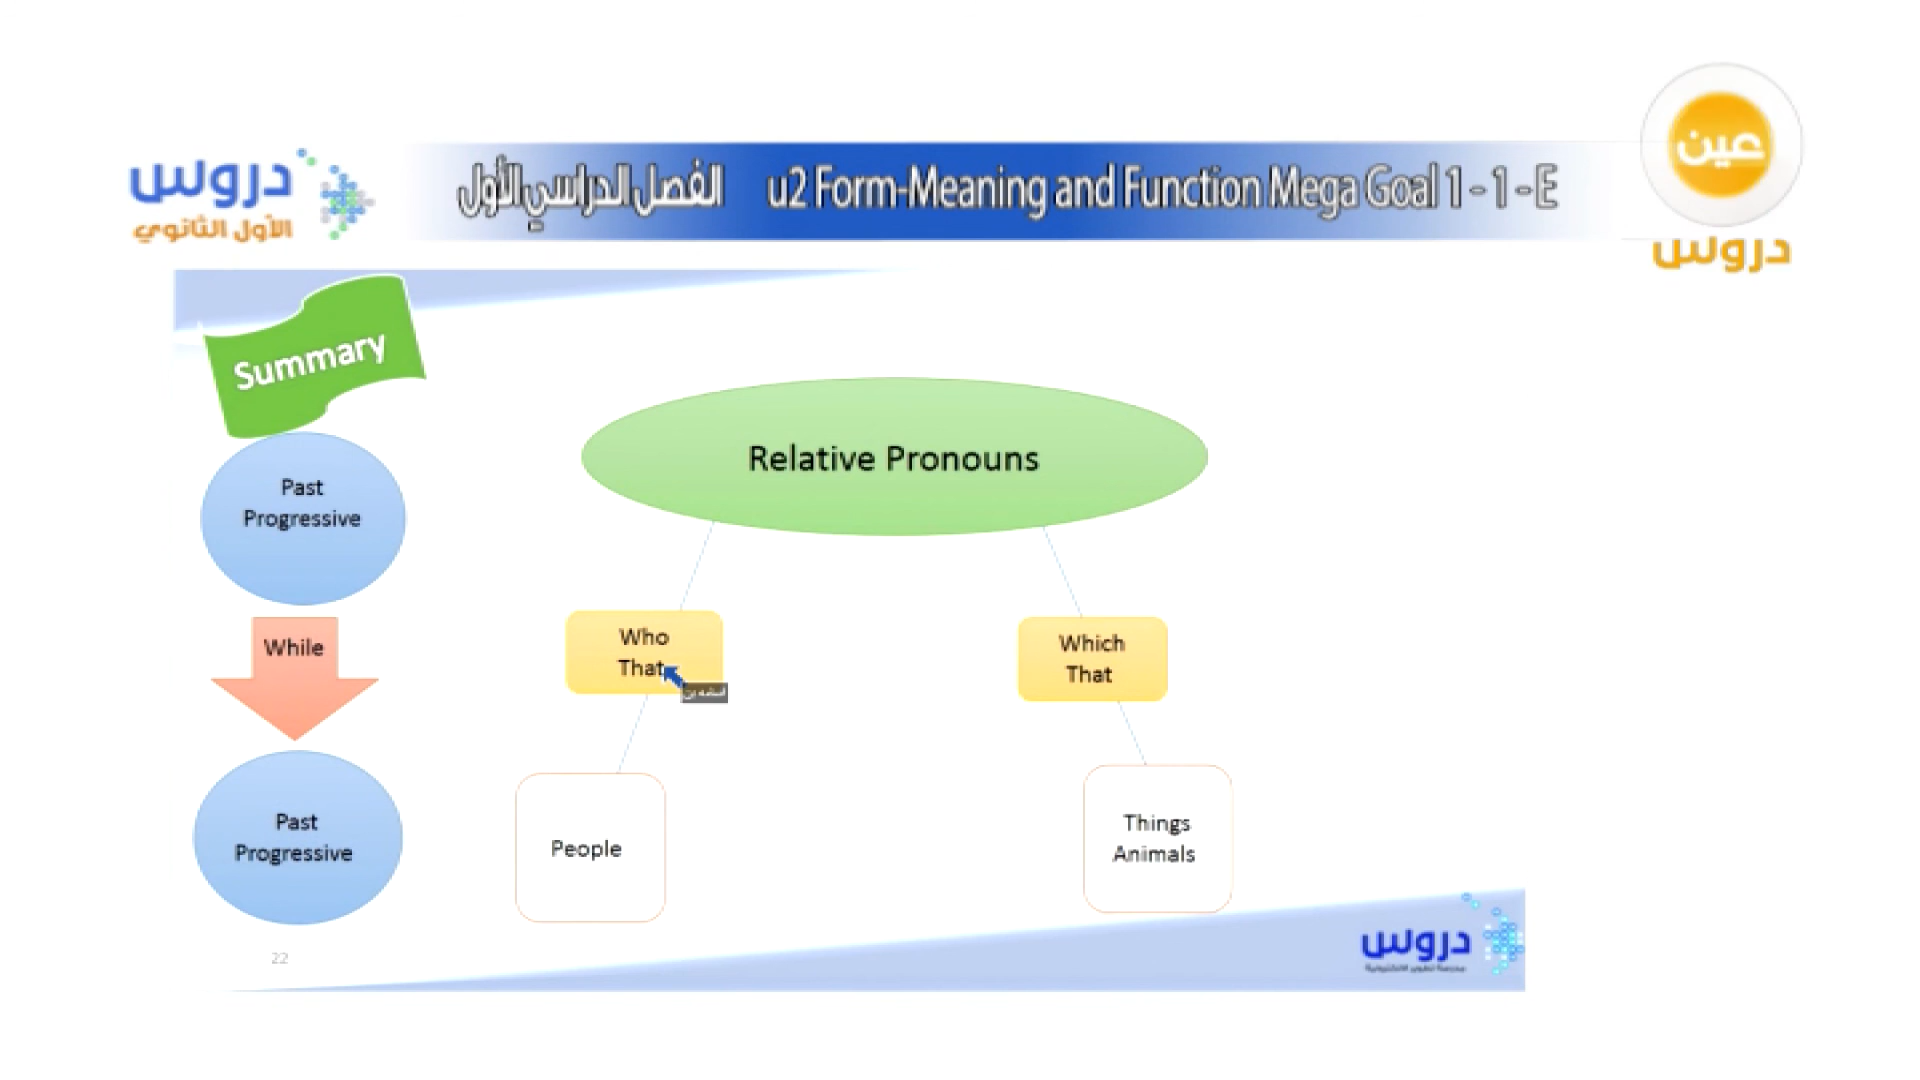 دروس
الأول الثانوي
الفصل الدراسي الأول
u2 Form-Meaning and Function Mega Goal 1 - 1 - E
عين
دروس
Summary
Past
Progressive
While
Past
Progressive
Relative Pronouns
Who
That
Which
That
People
Things
Animals
22
دروس